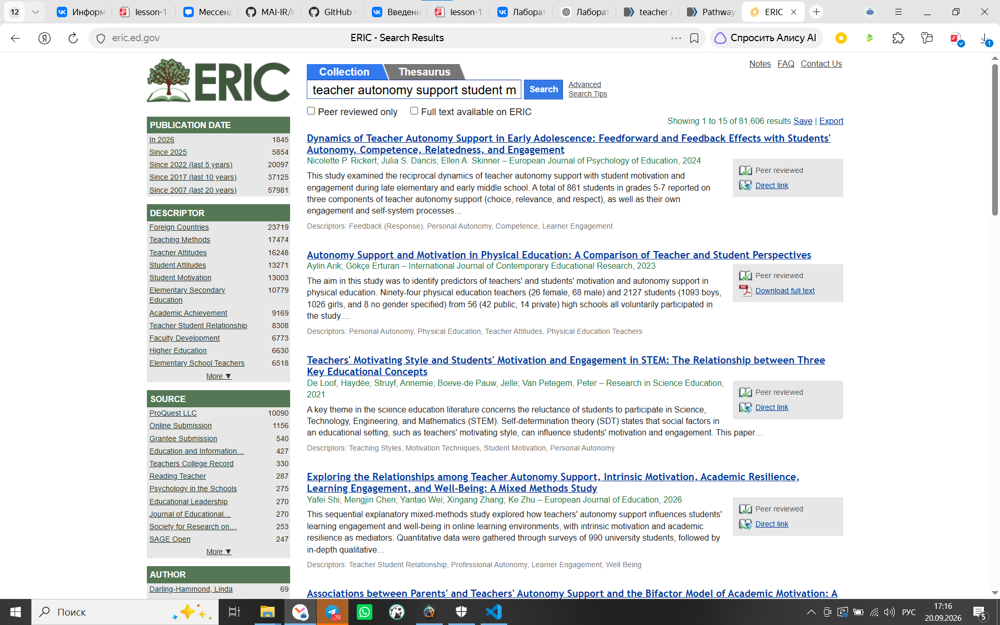 12
Информ
lesson-1.
Мессенд
MAI-IR/le
GitHub -
Введени
lesson-1.
Лаборат
Лаборат
teacher a
Pathway
ERIC -
eric.ed.gov
ERIC - Search Results
Спросить Алису AI
1
ERIC
Collection
Thesaurus
Notes FAQ Contact Us
teacher autonomy support student m
Search
Advanced
Search Tips
Peer reviewed only
Full text available on ERIC
Showing 1 to 15 of 81,606 results Save | Export
PUBLICATION DATE
In 2026 1845
Since 2025 5854
Since 2022 (last 5 years) 20097
Since 2017 (last 10 years) 37125
Since 2007 (last 20 years) 57981
DESCRIPTOR
Foreign Countries 23719
Teaching Methods 17474
Teacher Attitudes 16248
Student Attitudes 13271
Student Motivation 13003
Elementary Secondary 10779
Education
Academic Achievement 9169
Teacher Student Relationship 8308
Faculty Development 6773
Higher Education 6630
Elementary School Teachers 6518
More ▼
SOURCE
ProQuest LLC 10090
Online Submission 1156
Grantee Submission 540
Education and Information… 427
Teachers College Record 330
Reading Teacher 287
Psychology in the Schools 275
Educational Leadership 270
Journal of Educational… 270
Society for Research on… 253
SAGE Open 247
More ▼
AUTHOR
Darling-Hammond, Linda 69
Dynamics of Teacher Autonomy Support in Early Adolescence: Feedforward and Feedback Effects with Students'
Autonomy, Competence, Relatedness, and Engagement
Nicolette P. Rickert; Julia S. Dancis; Ellen A. Skinner – European Journal of Psychology of Education, 2024
Peer reviewed
Direct link
This study examined the reciprocal dynamics of teacher autonomy support with student motivation and
engagement during late elementary and early middle school. A total of 861 students in grades 5-7 reported on
three components of teacher autonomy support (choice, relevance, and respect), as well as their own
engagement and self-system processes…
Descriptors: Feedback (Response), Personal Autonomy, Competence, Learner Engagement
Autonomy Support and Motivation in Physical Education: A Comparison of Teacher and Student Perspectives
Aylin Arik; Gökçe Erturan – International Journal of Contemporary Educational Research, 2023
Peer reviewed
PDF
Download full text
The aim in this study was to identify predictors of teachers' and students' motivation and autonomy support in
physical education. Ninety-four physical education teachers (26 female, 68 male) and 2127 students (1093 boys,
1026 girls, and 8 no gender specified) from 56 (42 public, 14 private) high schools all voluntarily participated in
the study.…
Descriptors: Personal Autonomy, Physical Education, Teacher Attitudes, Physical Education Teachers
Teachers' Motivating Style and Students' Motivation and Engagement in STEM: The Relationship between Three
Key Educational Concepts
De Loof, Haydée; Struyf, Annemie; Boeve-de Pauw, Jelle; Van Petegem, Peter – Research in Science Education,
2021
Peer reviewed
Direct link
A key theme in the science education literature concerns the reluctance of students to participate in Science,
Technology, Engineering, and Mathematics (STEM). Self-determination theory (SDT) states that social factors in
an educational setting, such as teachers' motivating style, can influence students' motivation and engagement. This paper…
Descriptors: Teaching Styles, Motivation Techniques, Student Motivation, Personal Autonomy
Exploring the Relationships among Teacher Autonomy Support, Intrinsic Motivation, Academic Resilience,
Learning Engagement, and Well-Being: A Mixed Methods Study
Yafei Shi; Mengjin Chen; Yantao Wei; Xingang Zhang; Ke Zhu – European Journal of Education, 2026
Peer reviewed
Direct link
This sequential explanatory mixed-methods study explored how teachers' autonomy support influences students'
learning engagement and well-being in online learning environments, with intrinsic motivation and academic
resilience as mediators. Quantitative data were gathered through surveys of 990 university students, followed by
in-depth qualitative…
Descriptors: Teacher Student Relationship, Professional Autonomy, Learner Engagement, Well Being
Associations between Parents' and Teachers' Autonomy Support and the Bifactor Model of Academic Motivation: A
Поиск
..70
РУС
17:16
20.09.2026
5